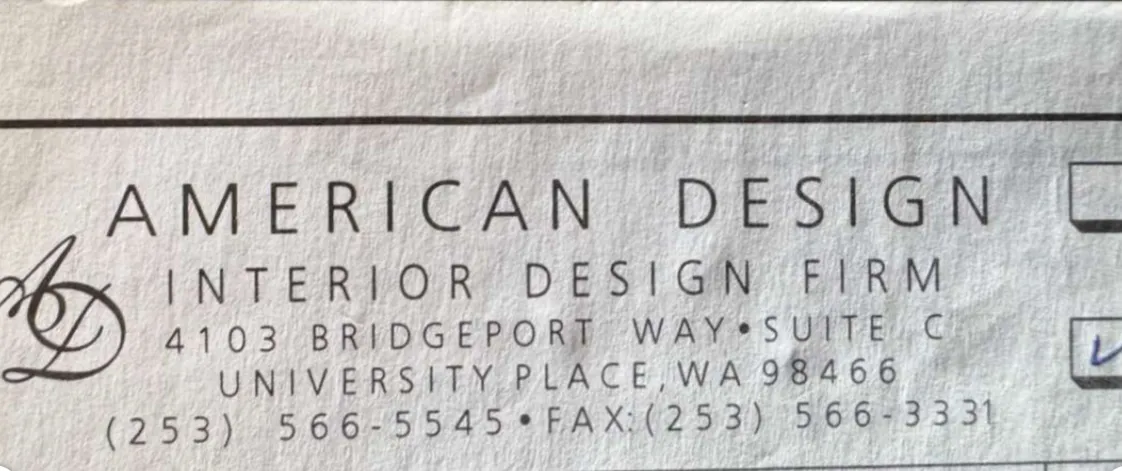 AMERICAN DESIGN
AD
INTERIOR DESIGN FIRM
4103 BRIDGEPORT WAY•SUITE C
UNIVERSITY PLACE, WA 98466
(253) 566-5545•FAX:(253) 566-3331